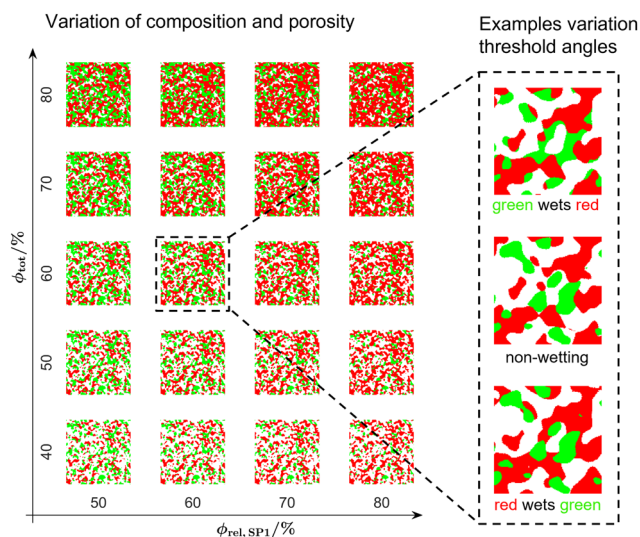 Variation of composition and porosity
Examples variation
threshold angles
80
70
60
50
40
ϕtot/%
50 60 70 80
ϕrel,SP1/%
green wets red
non-wetting
red wets green